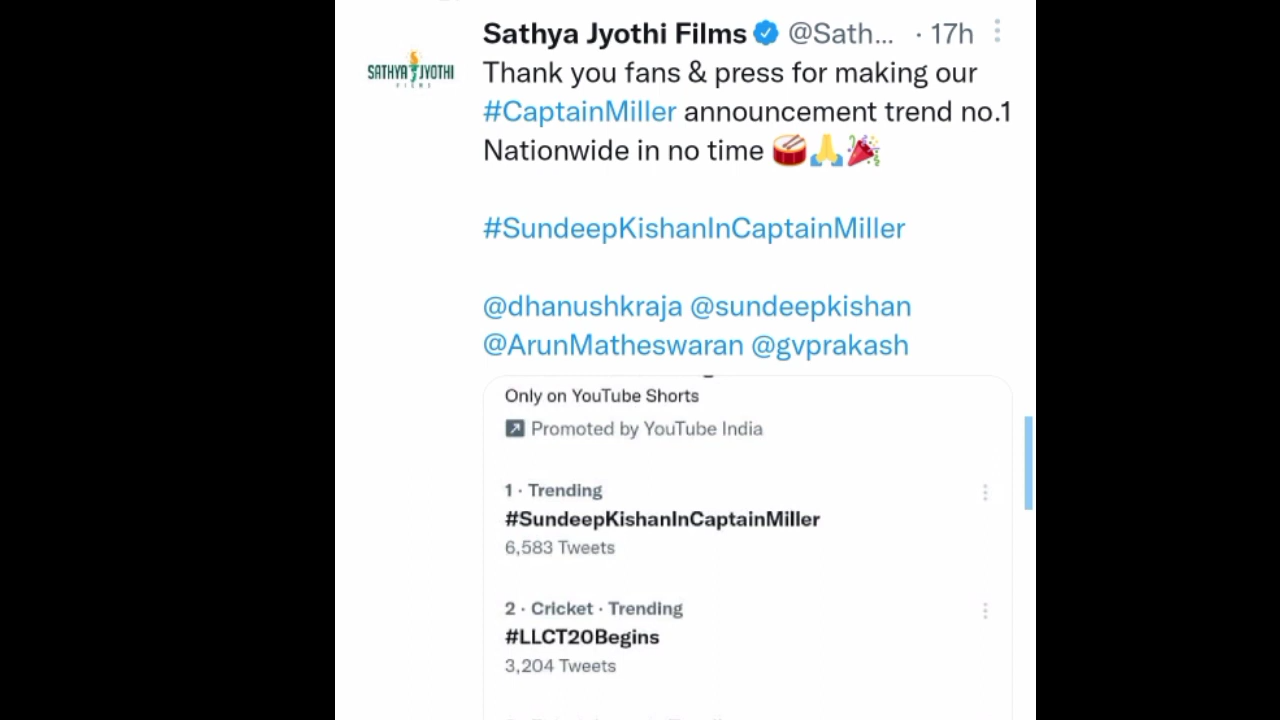 Sathya Jyothi Films @Sath... · 17h
SATHYA JYOTHI
FILMS
Thank you fans & press for making our
#CaptainMiller announcement trend no.1
Nationwide in no time 🥁🙏🎉
#SundeepKishanInCaptainMiller
@dhanushkraja @sundeepkishan
@ArunMatheswaran @gvprakash
Only on YouTube Shorts
Promoted by YouTube India
1 · Trending
#SundeepKishanInCaptainMiller
6,583 Tweets
2 · Cricket · Trending
#LLCT20Begins
3,204 Tweets